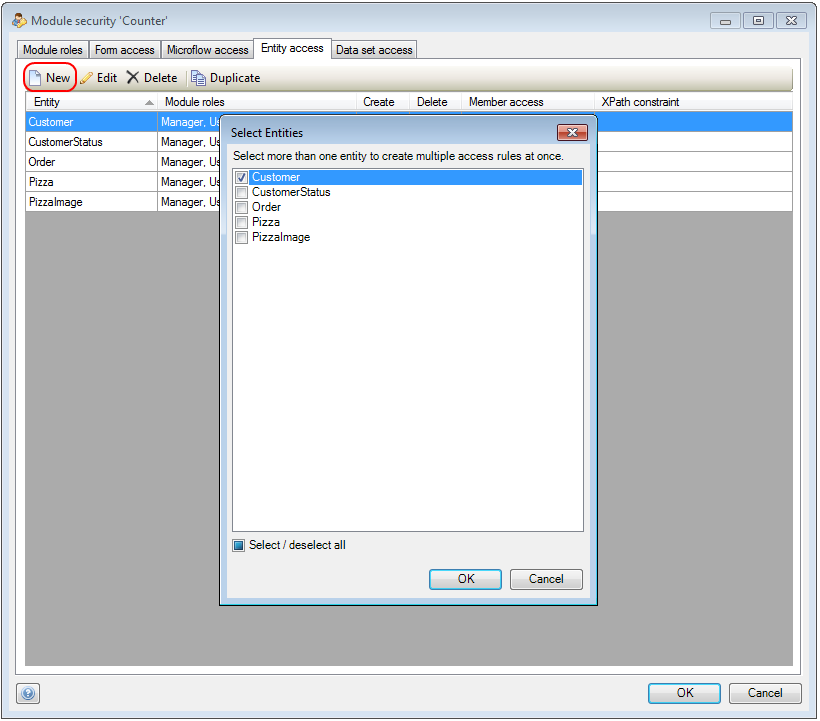 Module security 'Counter'
Module roles Form access Microflow access Entity access Data set access
New Edit Delete Duplicate
Entity Module roles Create Delete Member access XPath constraint
Customer Manager, Us
CustomerStatus Manager, Us
Order Manager, Us
Pizza Manager, Us
PizzaImage Manager, Us
Select Entities
Select more than one entity to create multiple access rules at once.
Customer
CustomerStatus
Order
Pizza
PizzaImage
Select / deselect all
OK Cancel
OK Cancel